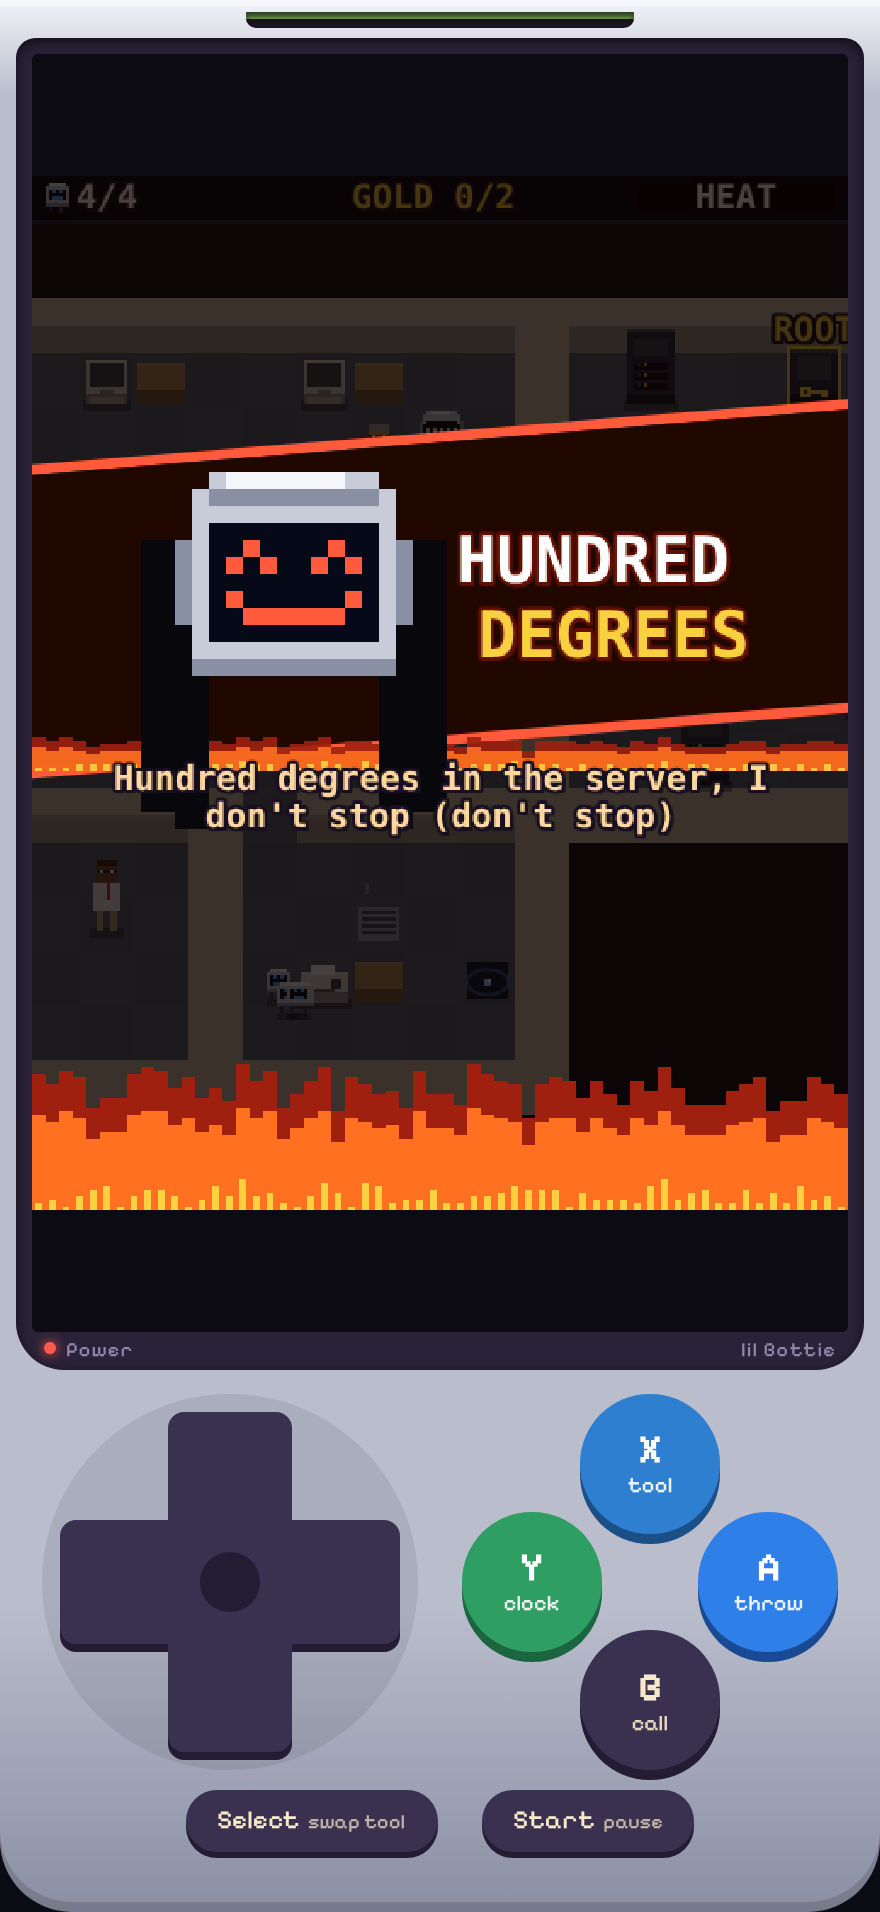 4/4 GOLD 0/2 HEAT
ROOT
HUNDRED
DEGREES
Hundred degrees in the server, I
don't stop (don't stop)
Power lil Bottie
X
tool
Y
clock
A
throw
B
call
Select swap tool Start pause